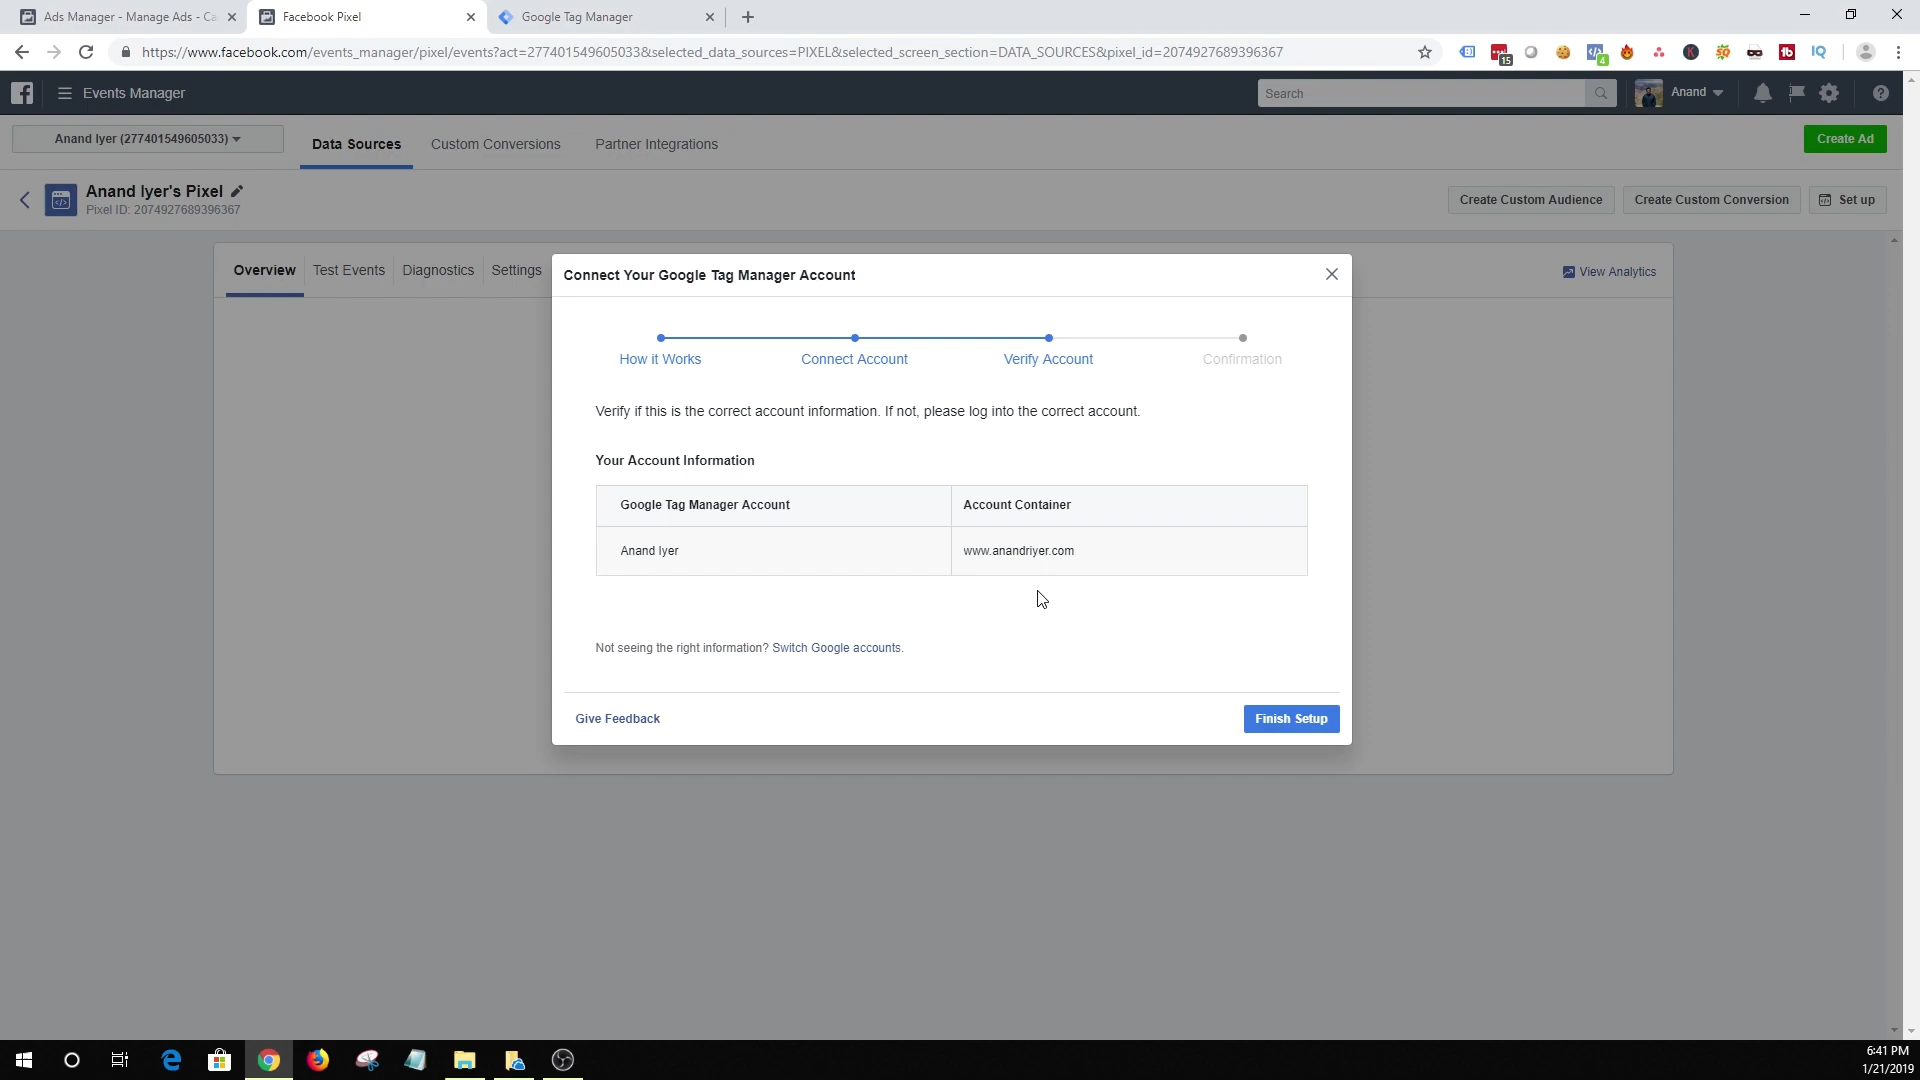 Ads Manager - Manage Ads - Ca
Facebook Pixel
Google Tag Manager
https://www.facebook.com/events_manager/pixel/events?act=277401549605033&selected_data_sources=PIXEL&selected_screen_section=DATA_SOURCES&pixel_id=2074927689396367
15
4
K
tb
IQ
Events Manager
Search
Anand
Anand Iyer (277401549605033)
Data Sources
Custom Conversions
Partner Integrations
Create Ad
Anand Iyer's Pixel
Pixel ID: 2074927689396367
Create Custom Audience
Create Custom Conversion
Set up
Overview
Test Events
Diagnostics
Settings
View Analytics
Connect Your Google Tag Manager Account
How it Works
Connect Account
Verify Account
Confirmation
Verify if this is the correct account information. If not, please log into the correct account.
Your Account Information
Google Tag Manager Account
Account Container
Anand Iyer
www.anandriyer.com
Not seeing the right information? Switch Google accounts.
Give Feedback
Finish Setup
6:41 PM
1/21/2019